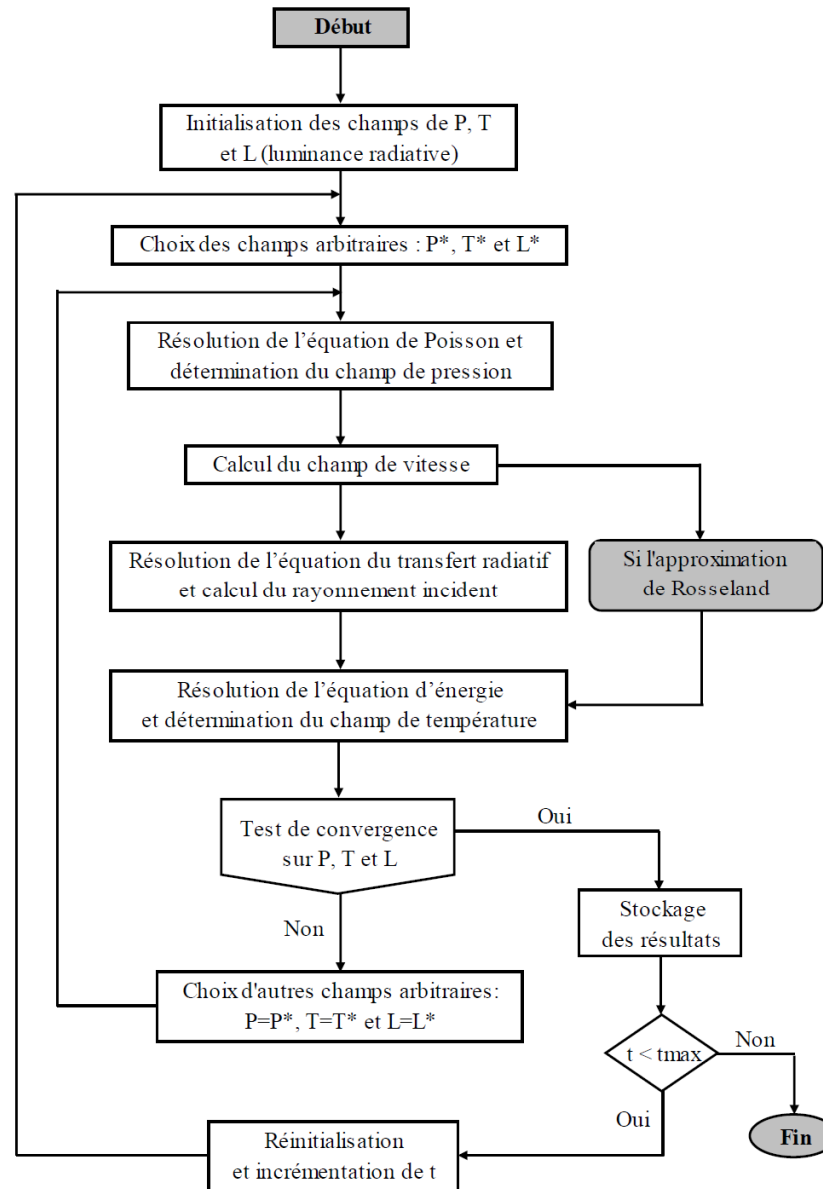 Début
Initialisation des champs de P, T
et L (luminance radiative)
Choix des champs arbitraires : P*, T* et L*
Résolution de l'équation de Poisson et
détermination du champ de pression
Calcul du champ de vitesse
Résolution de l'équation du transfert radiatif
et calcul du rayonnement incident
Si l'approximation
de Rosseland
Résolution de l'équation d'énergie
et détermination du champ de température
Test de convergence
sur P, T et L
Oui
Non
Stockage
des résultats
Choix d'autres champs arbitraires:
P=P*, T=T* et L=L*
t < tmax
Non
Oui
Fin
Réinitialisation
et incrémentation de t